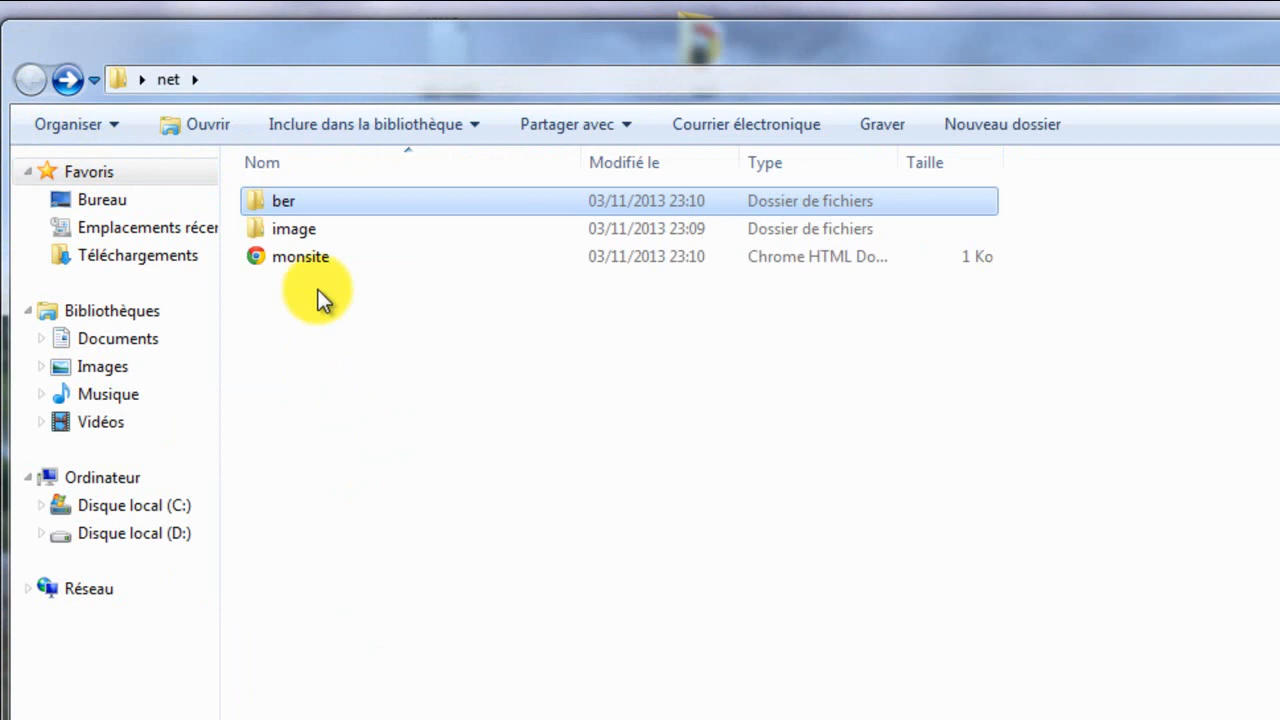 net
Organiser Ouvrir Inclure dans la bibliothèque Partager avec Courrier électronique Graver Nouveau dossier
Nom Modifié le Type Taille
ber 03/11/2013 23:10 Dossier de fichiers
image 03/11/2013 23:09 Dossier de fichiers
monsite 03/11/2013 23:10 Chrome HTML Do... 1 Ko
Favoris
Bureau
Emplacements récer
Téléchargements
Bibliothèques
Documents
Images
Musique
Vidéos
Ordinateur
Disque local (C:)
Disque local (D:)
Réseau